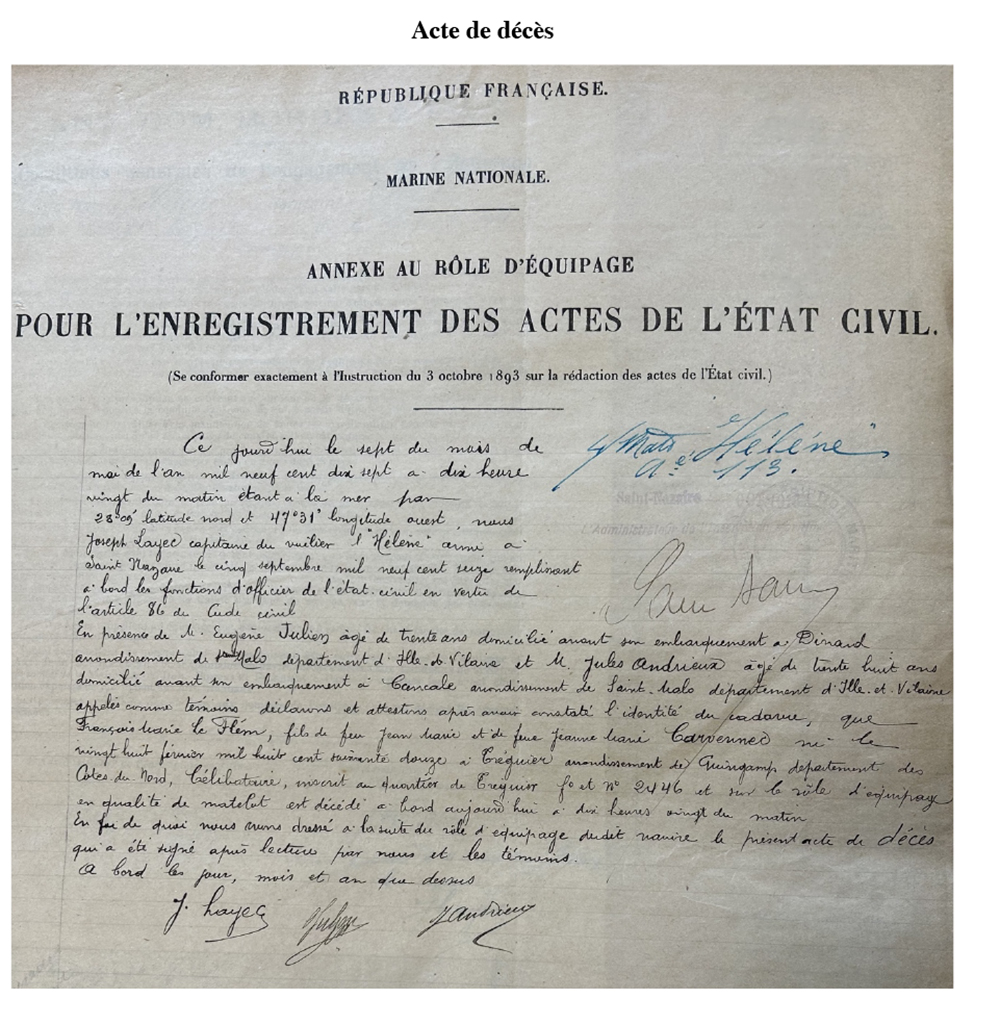 Acte de décès
RÉPUBLIQUE FRANÇAISE.
MARINE NATIONALE.
ANNEXE AU RÔLE D'ÉQUIPAGE
POUR L'ENREGISTREMENT DES ACTES DE L'ÉTAT CIVIL.
(Se conformer exactement à l'Instruction du 3 octobre 1893 sur la rédaction des actes de l'État civil.)
Ce jourd'hui le sept du mois de
mai de l'an mil neuf cent dix sept a dix heure
vingt du matin étant a la mer par
28°05' latitude nord et 47°31' longitude ouest, nous
Joseph Layec capitaine du voilier l'"Hélène" armé a
Saint Nazaire le cinq septembre mil neuf cent seize remplissant
a bord les fonctions d'officier de l'état civil en vertu de
l'article 86 du Code civil
4 Mats "Hélène"
113.
Saint-Nazaire
Administrateur de l'Inscription
En présence de M. Eugène Julien âgé de trente ans domicilié avant son embarquement a Dinard
arrondissement de St Malo département d'Ille-et-Vilaine et M. Jules Andrieux âgé de trente huit ans
domicilié avant son embarquement à Cancale arrondissement de Saint-Malo département d'Ille-et-Vilaine
appelés comme témoins déclarons et attestons après avoir constaté l'identité du cadavre, que
François Marie le Flém, fils de feu Jean Marie et de feue Jeanne Marie Carvennec né le
vingt huit février mil huit cent soixante douze a Tréguier arrondissement de Guingamp département des
Cotes du Nord, Célibataire, inscrit au quartier de Tréguier f° et N° 2446 et sur le rôle d'équipage
en qualité de matelot est décédé a bord aujourd'hui a dix heures vingt du matin
En foi de quoi nous avons dressé a la suite du rôle d'équipage dudit navire le présent acte de décès
qui a été signé après lecture par nous et les témoins.
A bord les jour, mois et an que dessus
J. Layec
J Andrieux